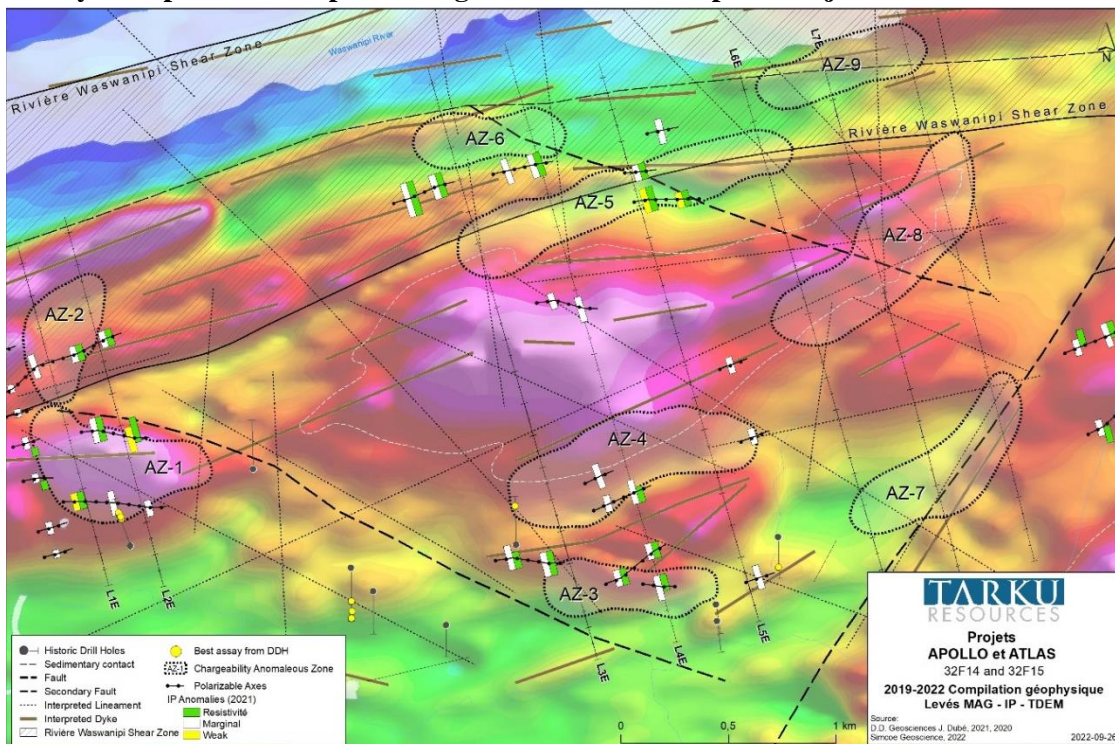 Rivière Waswanipi Shear Zone
Waswanipi River
L6E
L7E
AZ-9
N
Rivière Waswanipi Shear Zone
AZ-6
AZ-5
AZ-8
AZ-2
AZ-4
AZ-1
AZ-7
AZ-3
L1E
L2E
L3E
L4E
L5E
Historic Drill Holes
Sedimentary contact
Fault
Secondary Fault
Interpreted Lineament
Interpreted Dyke
Rivière Waswanipi Shear Zone
Best assay from DDH
AZ-1 Chargeability Anomaleous Zone
Polarizable Axes
IP Anomalies (2021)
Resistivité
Marginal
Weak
0 0,5 1 km
TARKU
RESOURCES
Projets
APOLLO et ATLAS
32F14 and 32F15
2019-2022 Compilation géophysique
Levés MAG - IP - TDEM
Source:
D.D. Geosciences J. Dubé, 2021, 2020
Simcoe Geoscience, 2022
2022-09-26